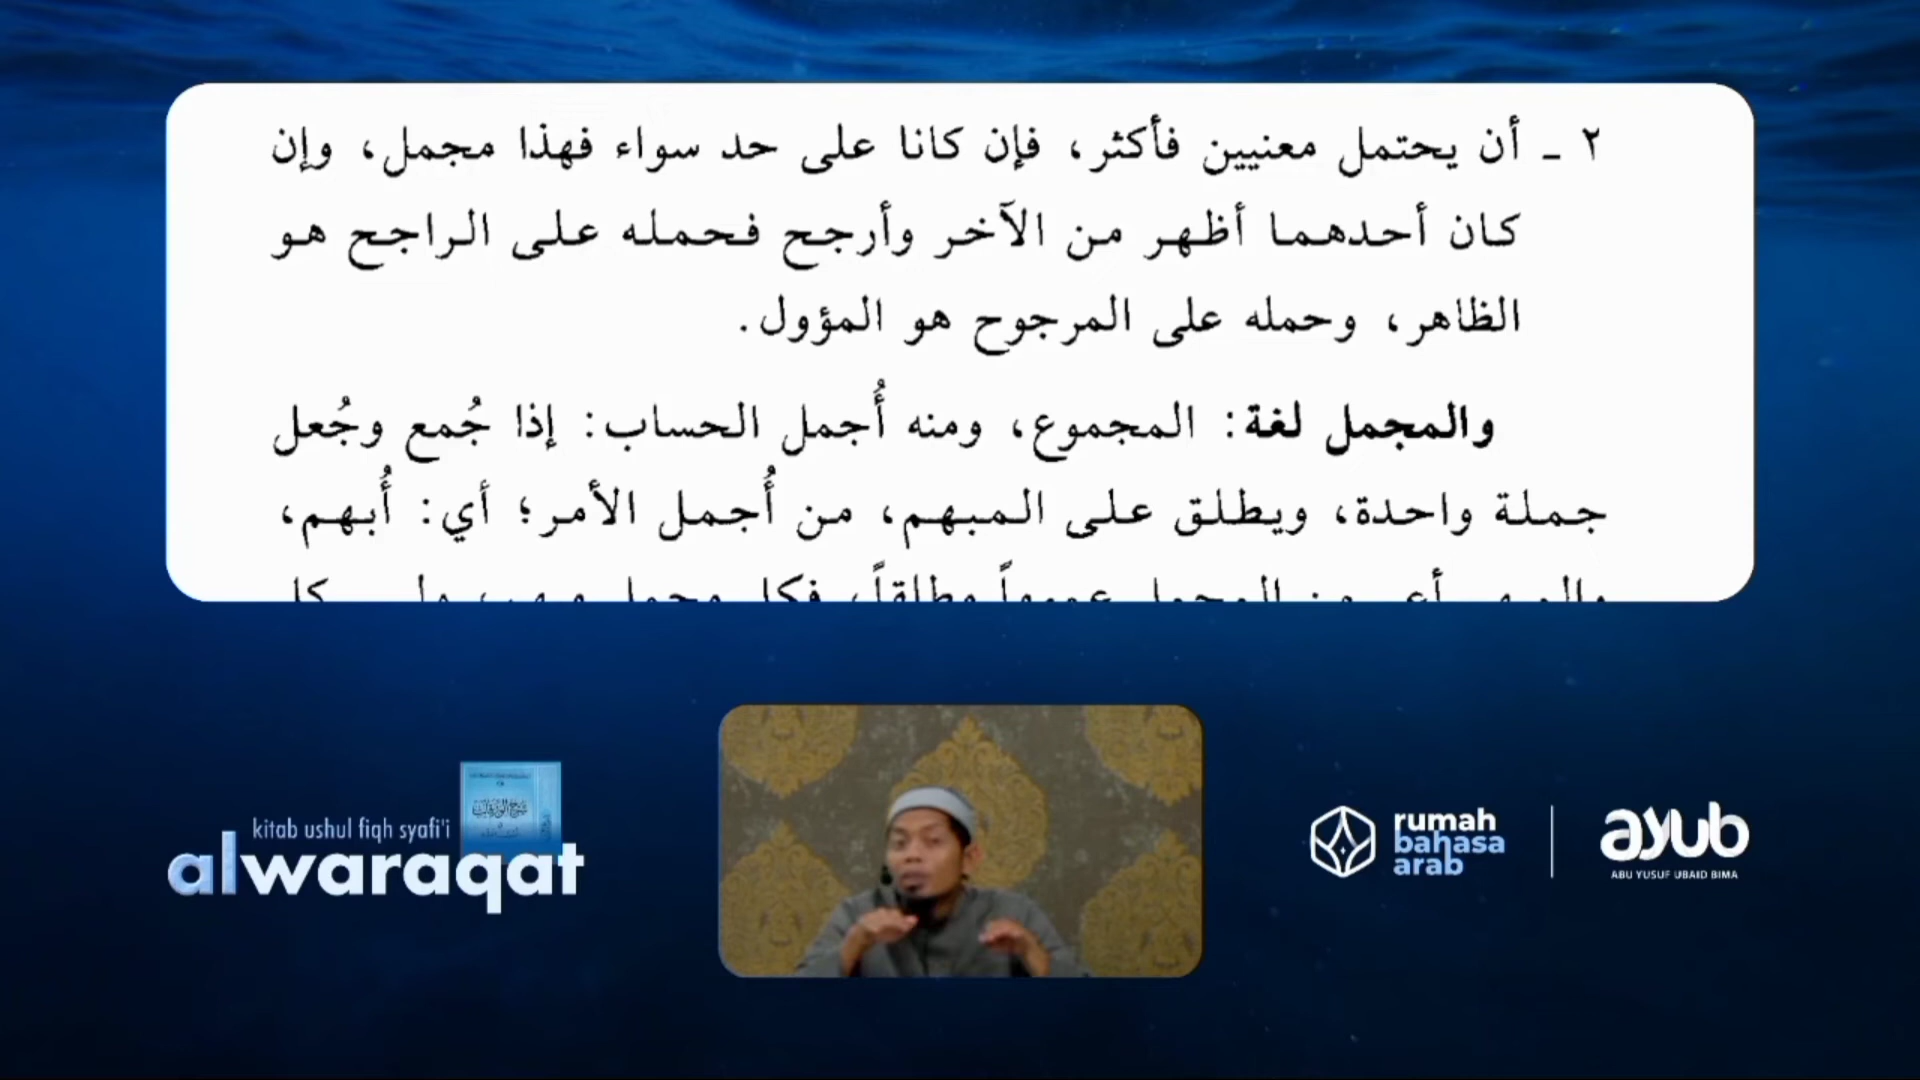 ٢ ـ أن يحتمل معنيين فأكثر، فإن كانا على حد سواء فهذا مجمل، وإن
كان أحدهما أظهر من الآخر وأرجح فحمله على الراجح هو
الظاهر، وحمله على المرجوح هو المؤول.
والمجمل لغة: المجموع، ومنه أُجمل الحساب: إذا جُمع وجُعل
جملة واحدة، ويطلق على المبهم، من أُجمل الأمر؛ أي: أُبهم،
kitab ushul fiqh syafi'i
alwaraqat
rumah
bahasa
arab
ayub
ABU YUSUF UBAID BIMA